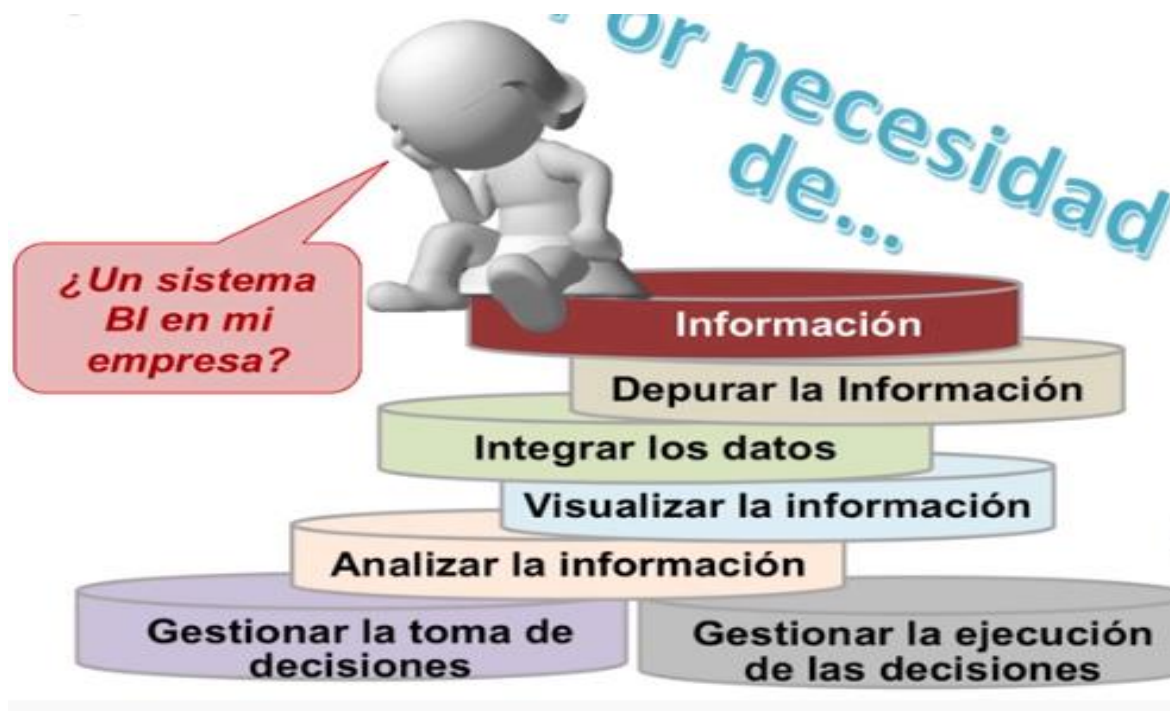 or necesidad
de...
¿Un sistema
BI en mi
empresa?
Información
Depurar la Información
Integrar los datos
Visualizar la información
Analizar la información
Gestionar la toma de
decisiones
Gestionar la ejecución
de las decisiones